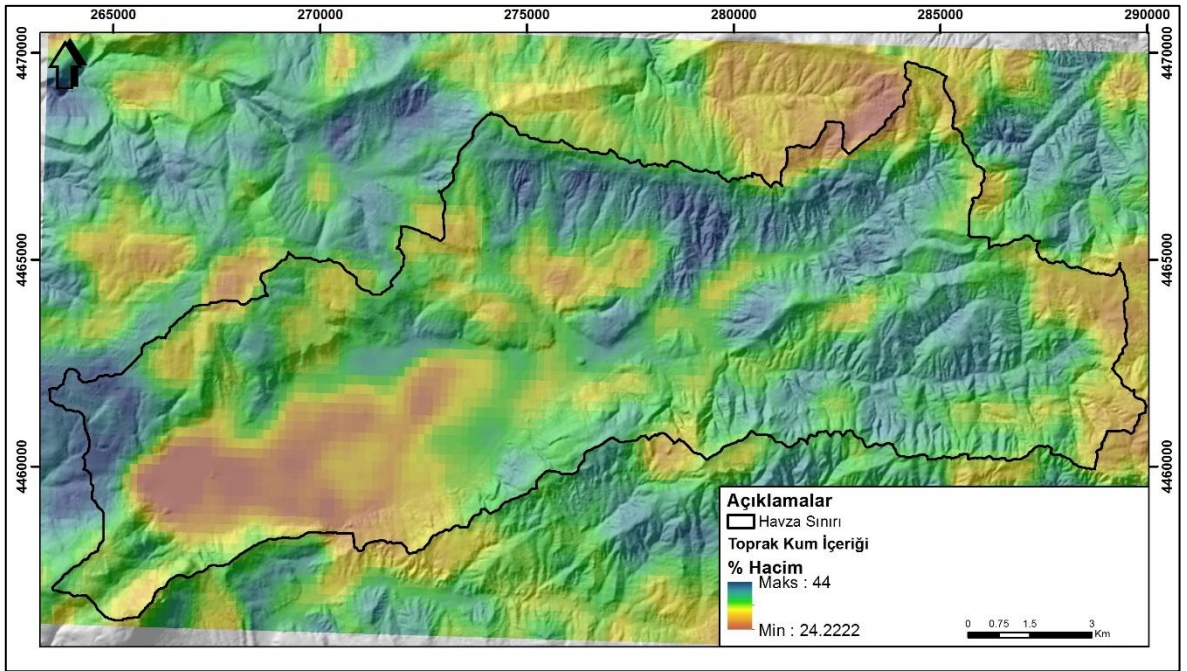 265000 270000 275000 280000 285000 290000
4470000 4470000
4465000 4465000
4460000 4460000
Açıklamalar
Havza Sınırı
Toprak Kum İçeriği
% Hacim
Maks : 44
Min : 24.2222
0 0.75 1.5 3
Km